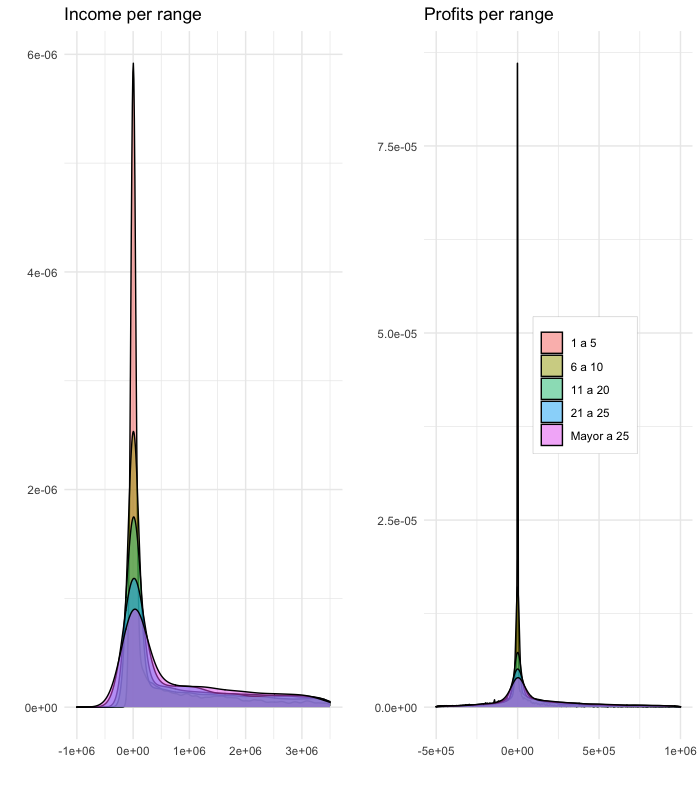 Income per range
6e-06
4e-06
2e-06
0e+00
-1e+06 0e+00 1e+06 2e+06 3e+06
Profits per range
7.5e-05
5.0e-05
2.5e-05
0.0e+00
-5e+05 0e+00 5e+05 1e+06
1 a 5
6 a 10
11 a 20
21 a 25
Mayor a 25